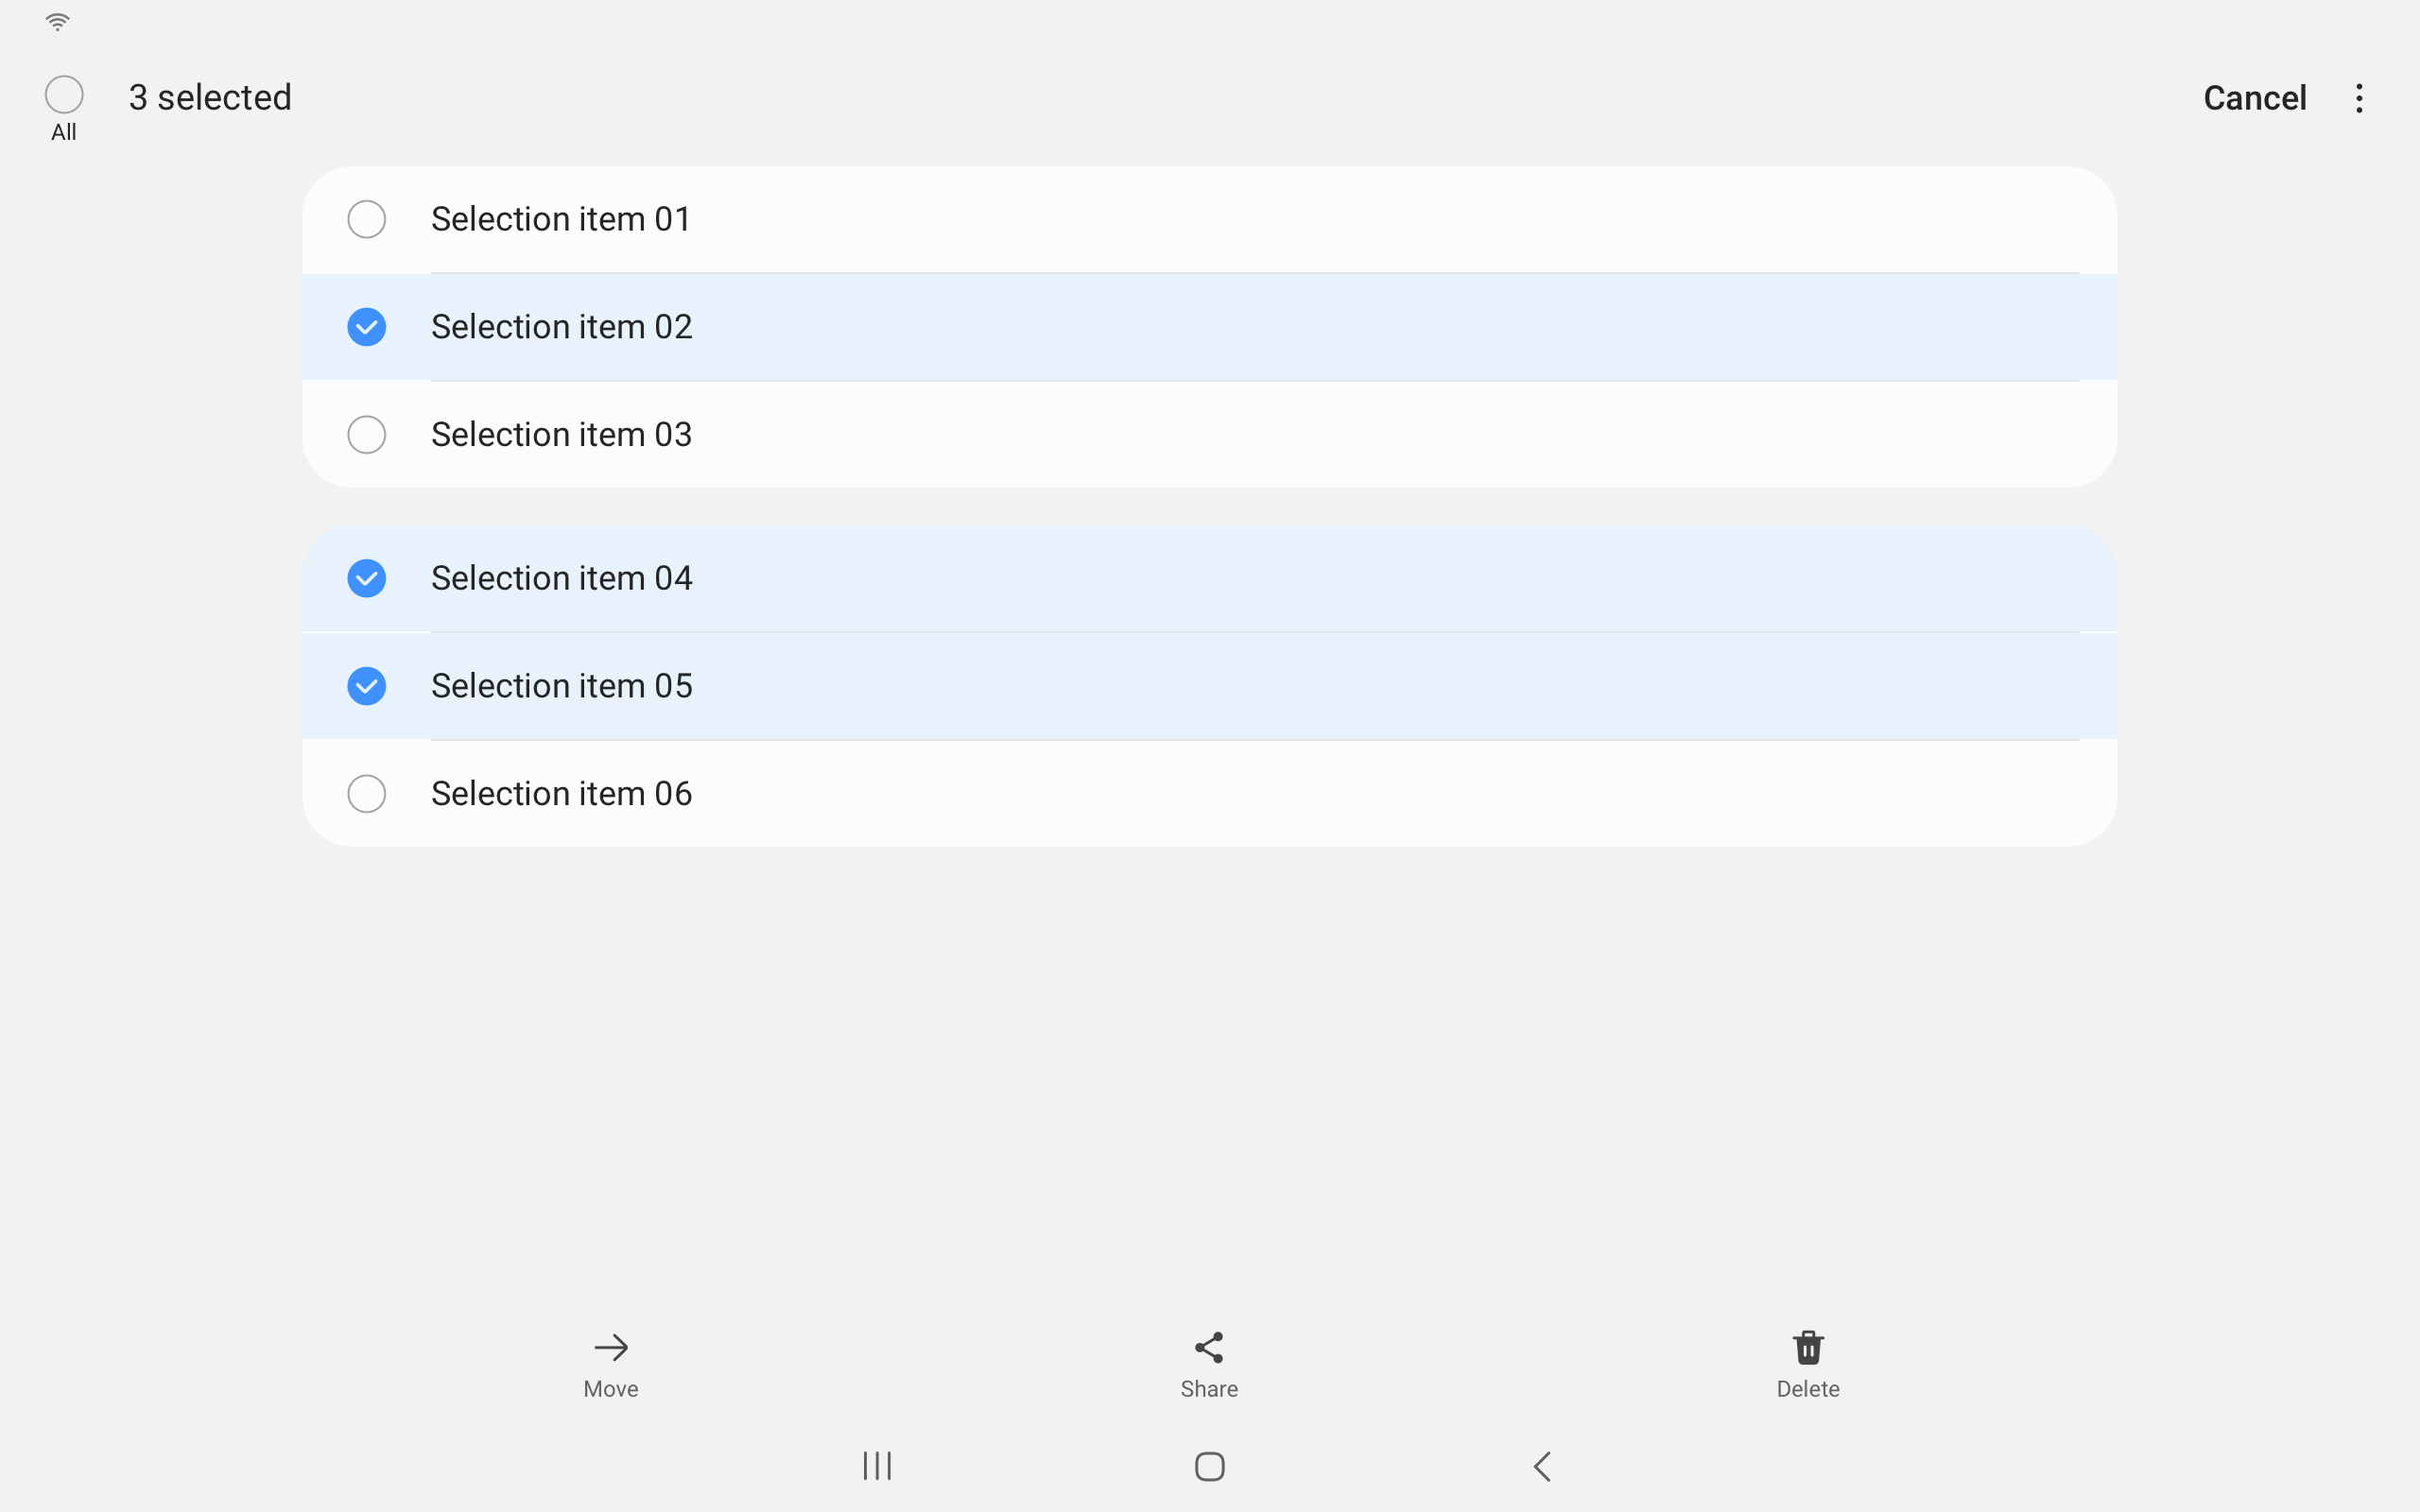 All
3 selected
Cancel
Selection item 01
Selection item 02
Selection item 03
Selection item 04
Selection item 05
Selection item 06
Move
Share
Delete